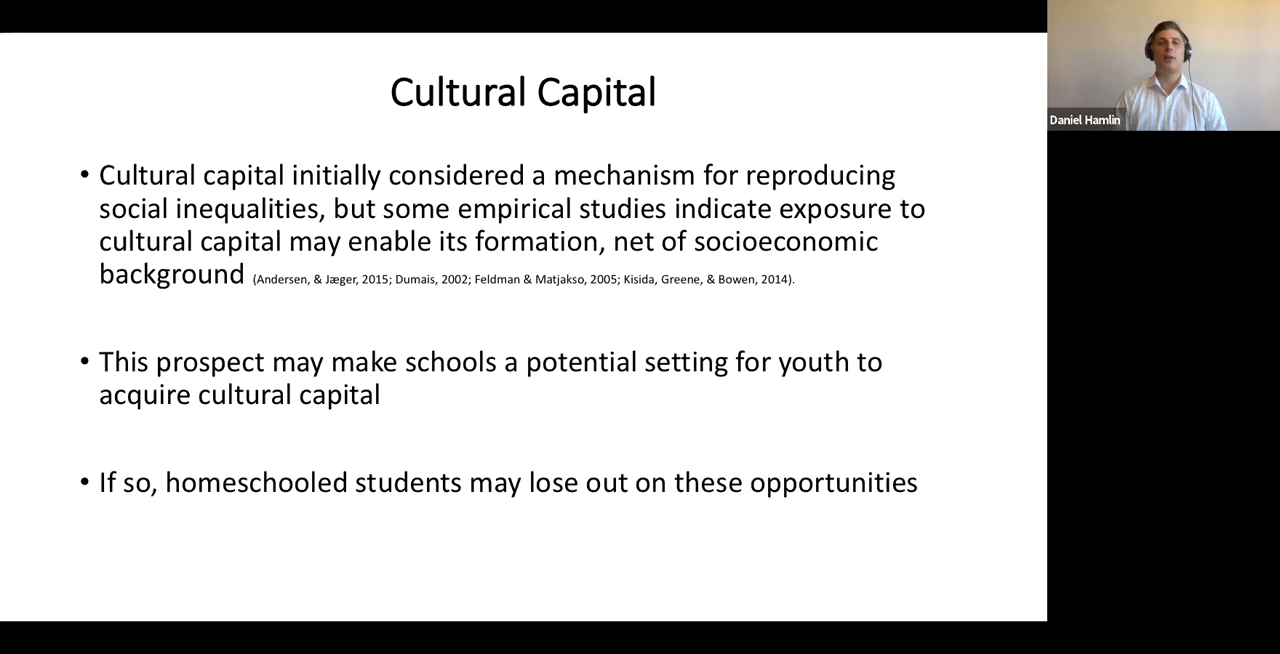 Cultural Capital
• Cultural capital initially considered a mechanism for reproducing
social inequalities, but some empirical studies indicate exposure to
cultural capital may enable its formation, net of socioeconomic
background (Andersen, & Jæger, 2015; Dumais, 2002; Feldman & Matjakso, 2005; Kisida, Greene, & Bowen, 2014).
• This prospect may make schools a potential setting for youth to
acquire cultural capital
• If so, homeschooled students may lose out on these opportunities
Daniel Hamlin